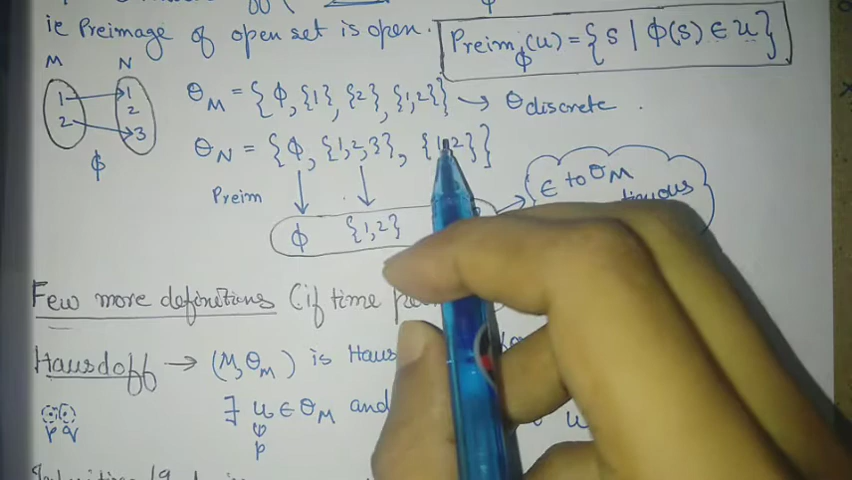 ie Preimage of open set is open.
Preim_Φ(u) = {s | Φ(s) ∈ u}
M N
1 1
2 2
3
Φ
Θ_M = {Φ, {1}, {2}, {1,2}} → Θ discrete .
Θ_N = {Φ, {1,2,3}, {1,2}}
Preim
Φ {1,2}
∈ to Θ_M
Few more definitions (if time
Hausdoff → (M,Θ_M) is
∃ u ∈ Θ_M and u
p q
p